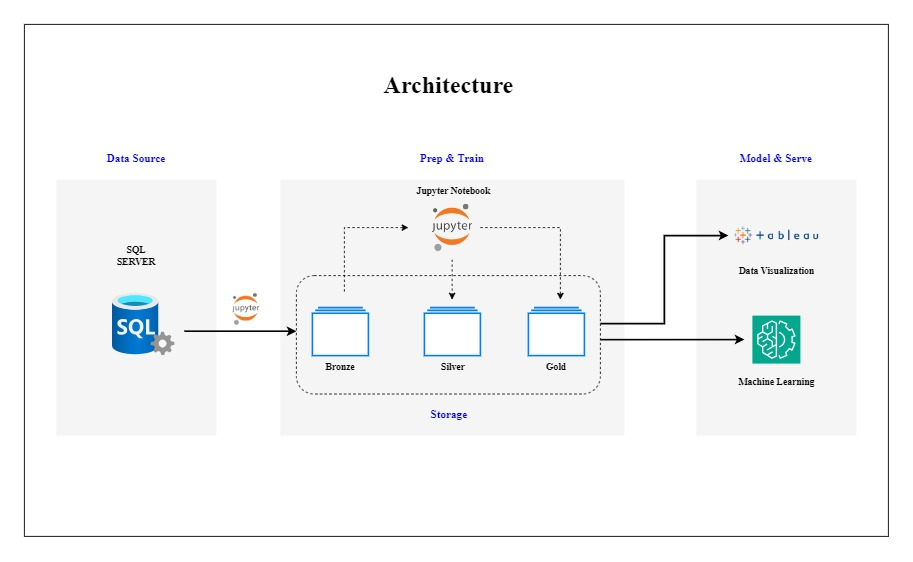 Architecture
Data Source
Prep & Train
Model & Serve
Jupyter Notebook
jupyter
SQL
SERVER
SQL
jupyter
Bronze
Silver
Gold
Storage
+ableau
Data Visualization
Machine Learning